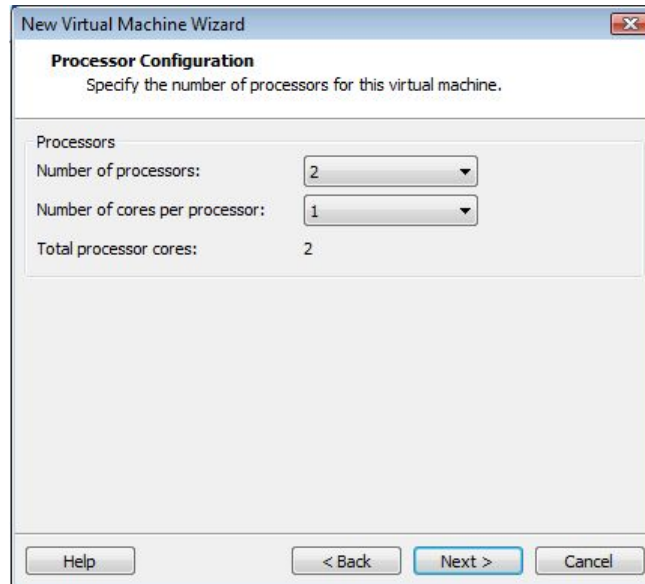 New Virtual Machine Wizard
Processor Configuration
Specify the number of processors for this virtual machine.
Processors
Number of processors: 2
Number of cores per processor: 1
Total processor cores: 2
Help < Back Next > Cancel